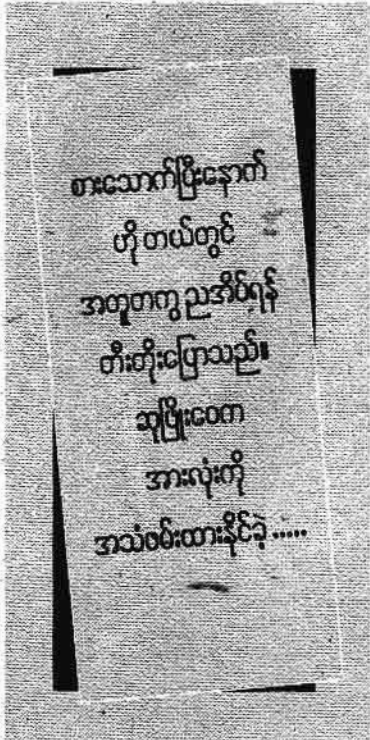 စားသောက်ပြီးနောက်
ဟို တယ်တွင်
အတူတကွ ညအိပ်ရန်
တီးတိုးပြောသည်။
ဆုဖြိုးဝေက
အားလုံးကို
အသံဖမ်းထားနိုင်ခဲ့ .....